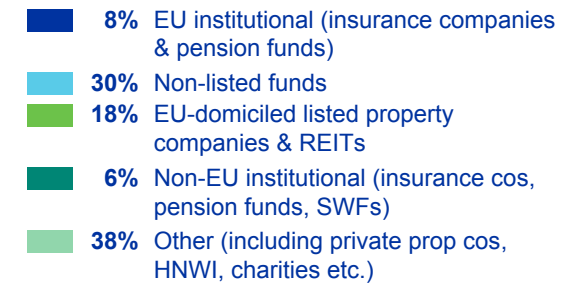 8% EU institutional (insurance companies
& pension funds)
30% Non-listed funds
18% EU-domiciled listed property
companies & REITs
6% Non-EU institutional (insurance cos,
pension funds, SWFs)
38% Other (including private prop cos,
HNWI, charities etc.)